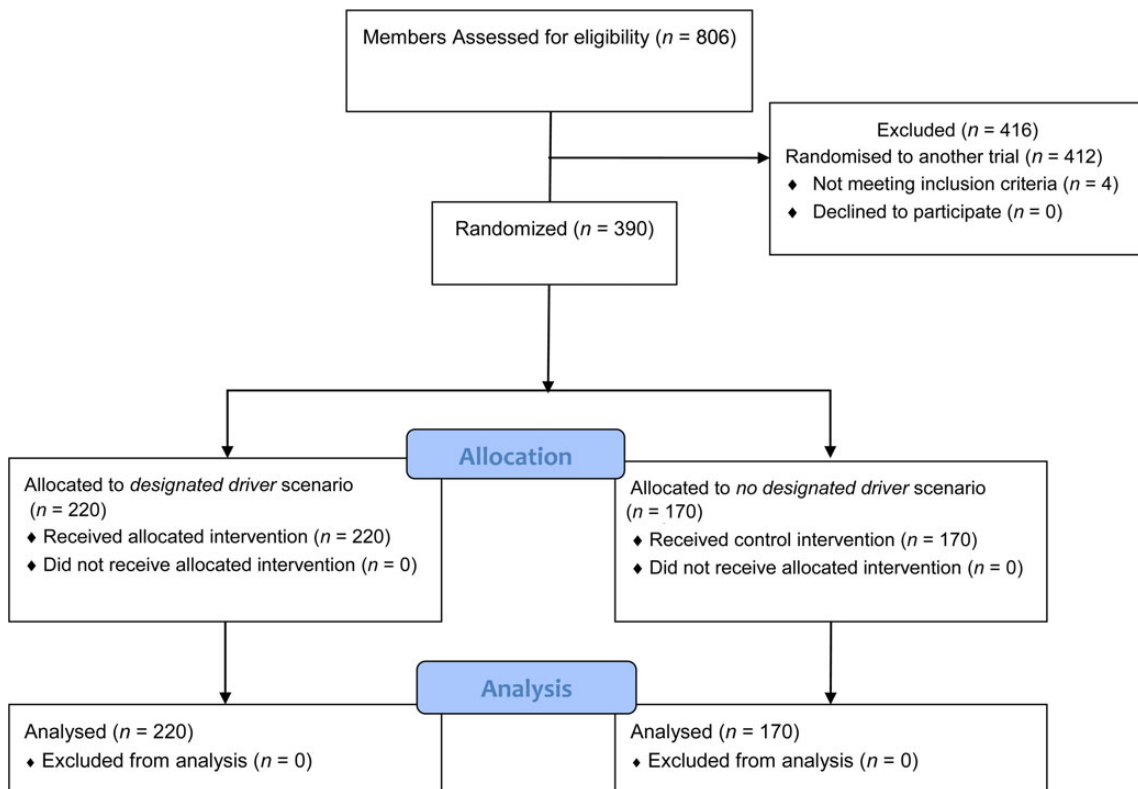 Members Assessed for eligibility (n = 806)
Excluded (n = 416)
Randomised to another trial (n = 412)
♦ Not meeting inclusion criteria (n = 4)
♦ Declined to participate (n = 0)
Randomized (n = 390)
Allocation
Allocated to designated driver scenario
(n = 220)
♦ Received allocated intervention (n = 220)
♦ Did not receive allocated intervention (n = 0)
Allocated to no designated driver scenario
(n = 170)
♦ Received control intervention (n = 170)
♦ Did not receive allocated intervention (n = 0)
Analysis
Analysed (n = 220)
♦ Excluded from analysis (n = 0)
Analysed (n = 170)
♦ Excluded from analysis (n = 0)